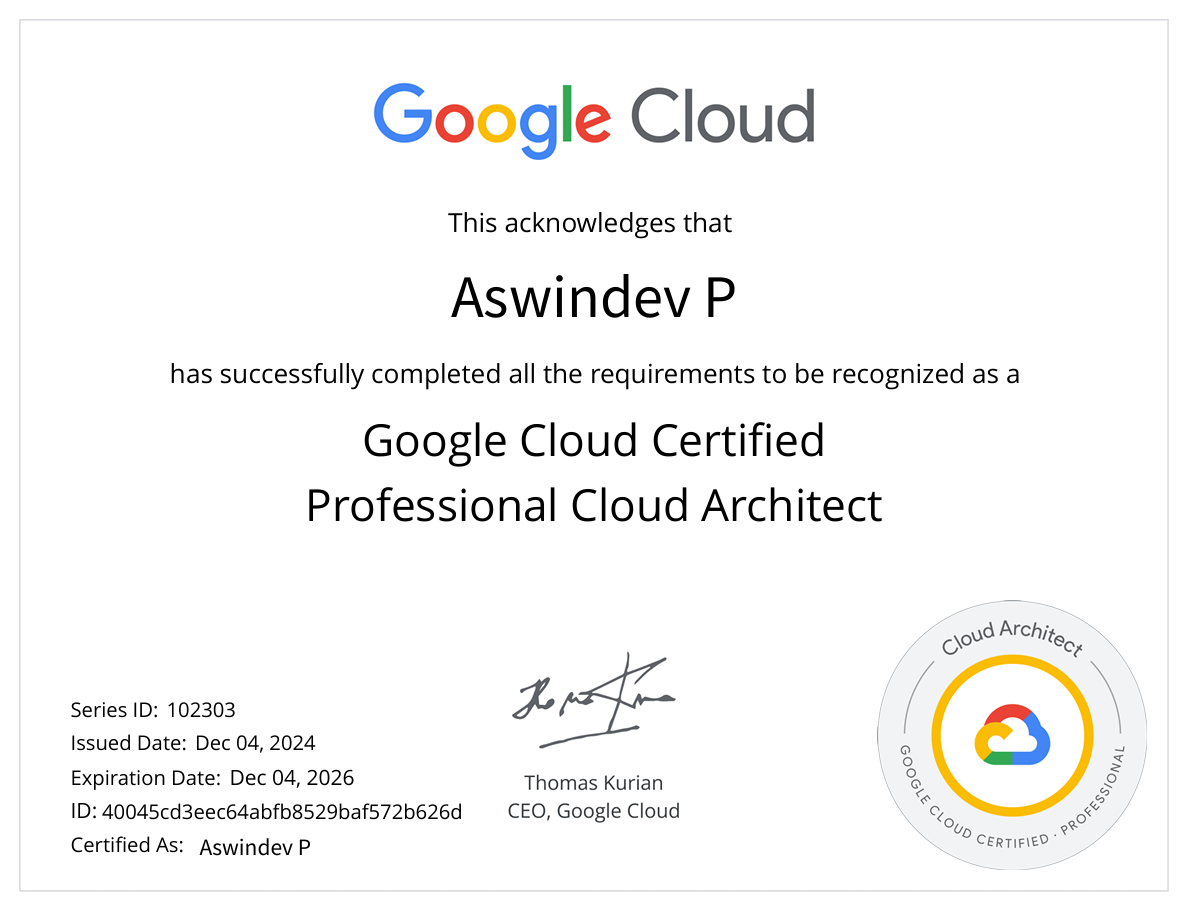 Google Cloud
This acknowledges that
Aswindev P
has successfully completed all the requirements to be recognized as a
Google Cloud Certified
Professional Cloud Architect
Series ID: 102303
Issued Date: Dec 04, 2024
Expiration Date: Dec 04, 2026
ID: 40045cd3eec64abfb8529baf572b626d
Certified As: Aswindev P
Thomas Kurian
CEO, Google Cloud
Cloud Architect
GOOGLE CLOUD CERTIFIED · PROFESSIONAL